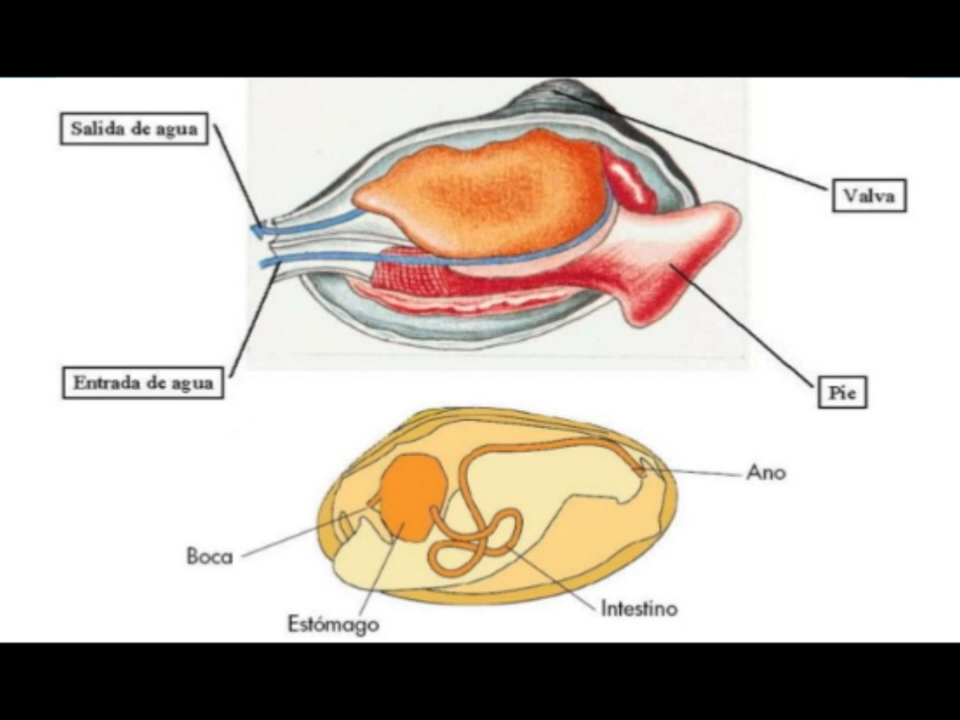 Salida de agua
Valva
Entrada de agua
Pie
Ano
Boca
Intestino
Estómago